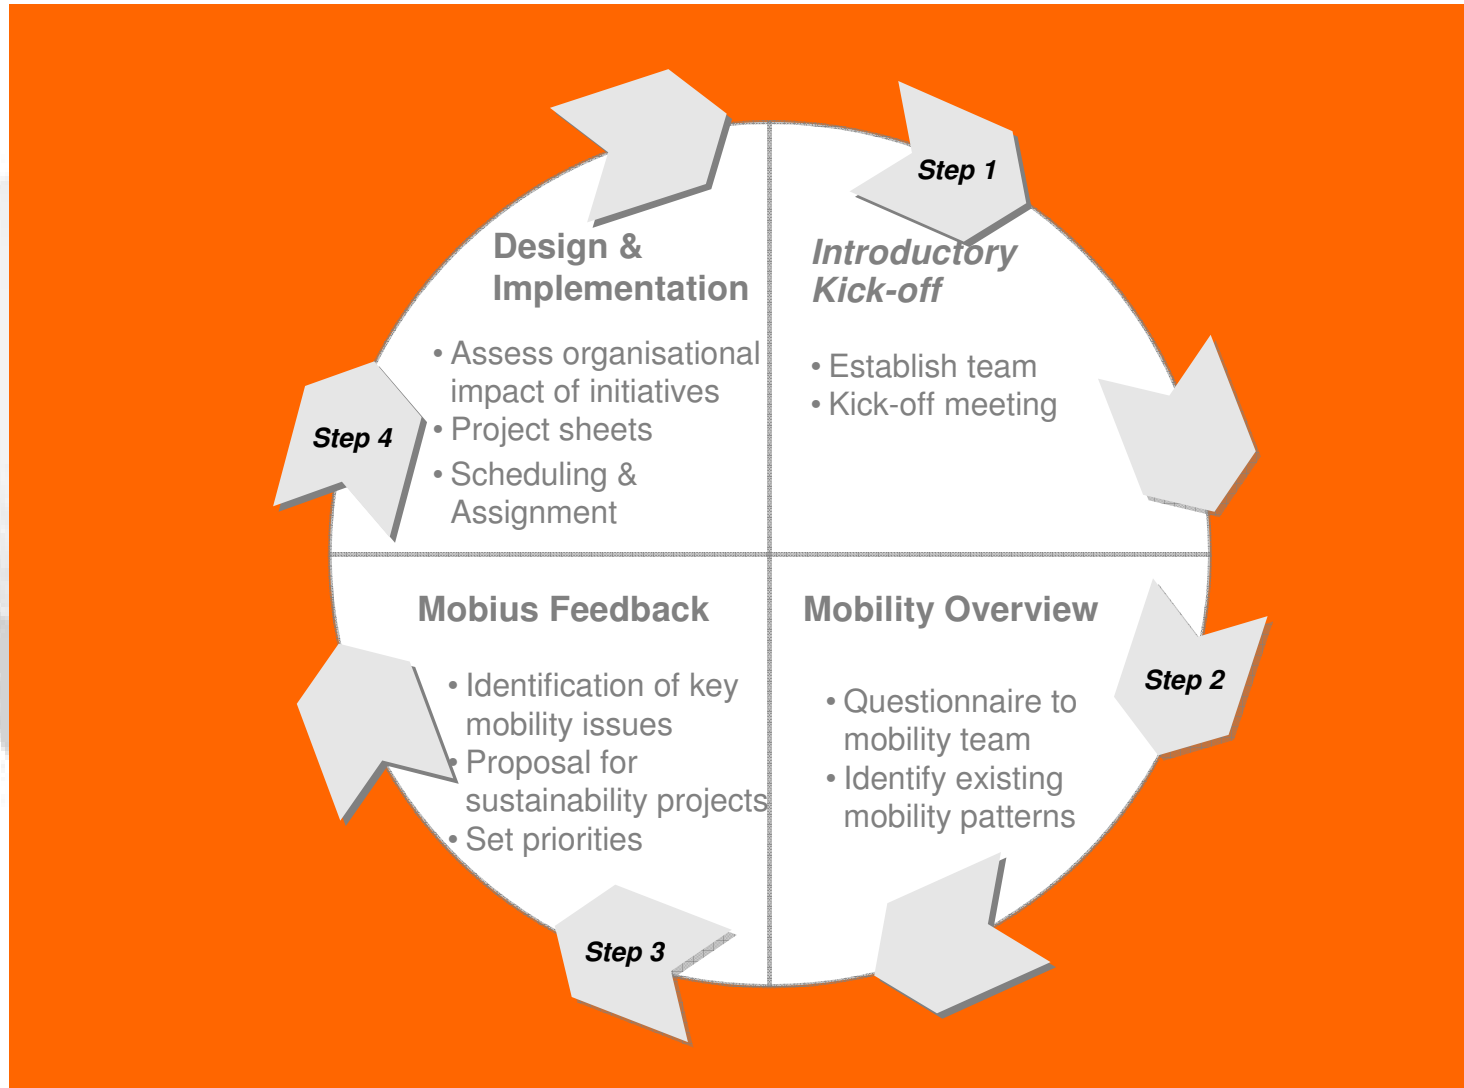 Step 1
Introductory
Kick-off
• Establish team
• Kick-off meeting
Step 2
Mobility Overview
• Questionnaire to
mobility team
• Identify existing
mobility patterns
Step 3
Mobius Feedback
• Identification of key
mobility issues
• Proposal for
sustainability projects
• Set priorities
Step 4
Design &
Implementation
• Assess organisational
impact of initiatives
• Project sheets
• Scheduling &
Assignment